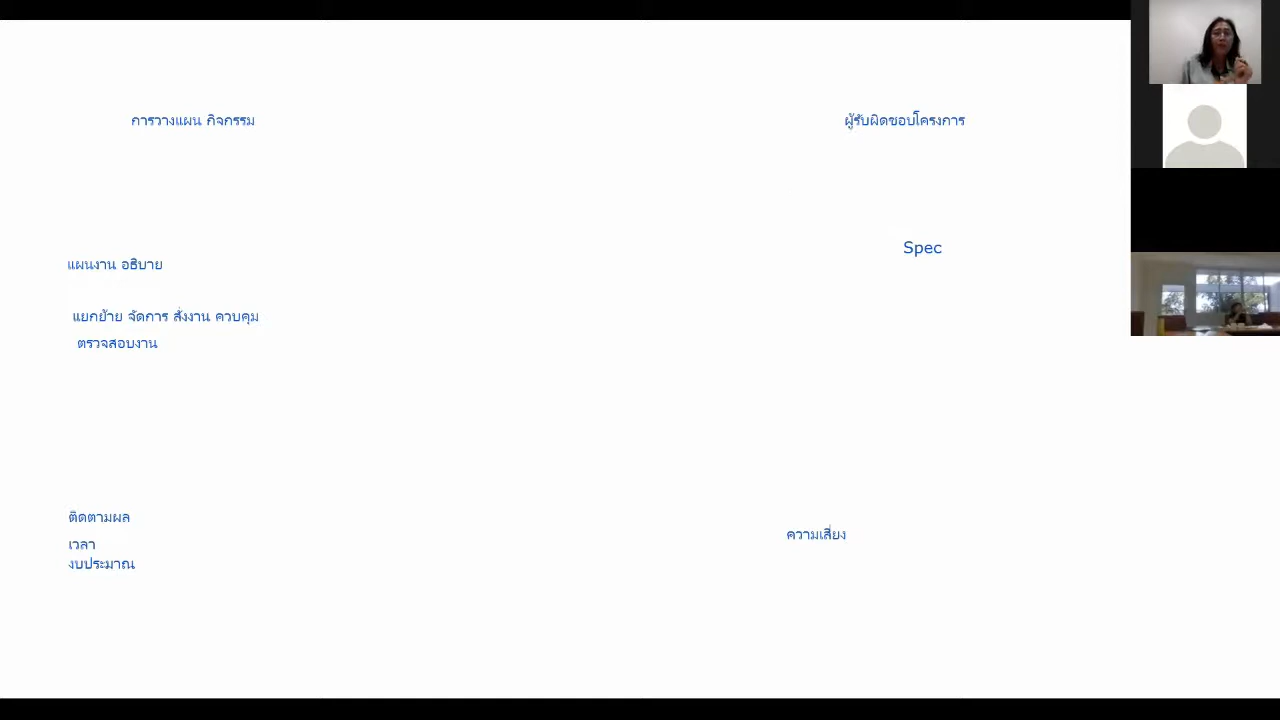 การวางแผน กิจกรรม
ผู้รับผิดชอบโครงการ
Spec
แผนงาน อธิบาย
แยกย้าย จัดการ สั่งงาน ควบคุม
ตรวจสอบงาน
ติดตามผล
ความเสี่ยง
เวลา
งบประมาณ